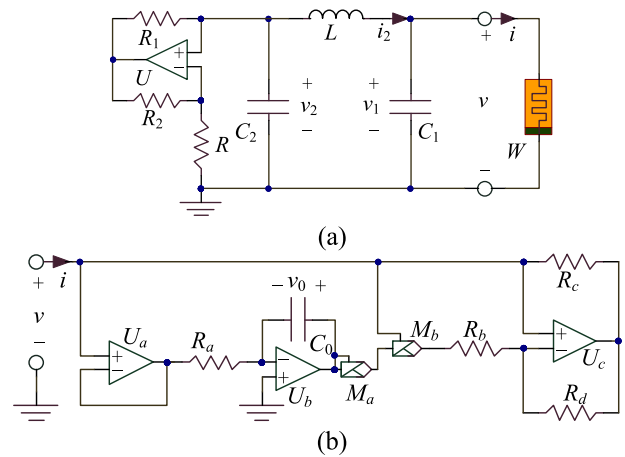 R1
+
−
U
R2
R
C2
+
v2
−
L
i2
+
v1
−
C1
+
i
v
−
W
(a)
+
i
v
−
+
−
Ua
Ra
− v0 +
C0
−
+
Ub
Ma
Mb
Rb
Rc
+
−
Uc
Rd
(b)